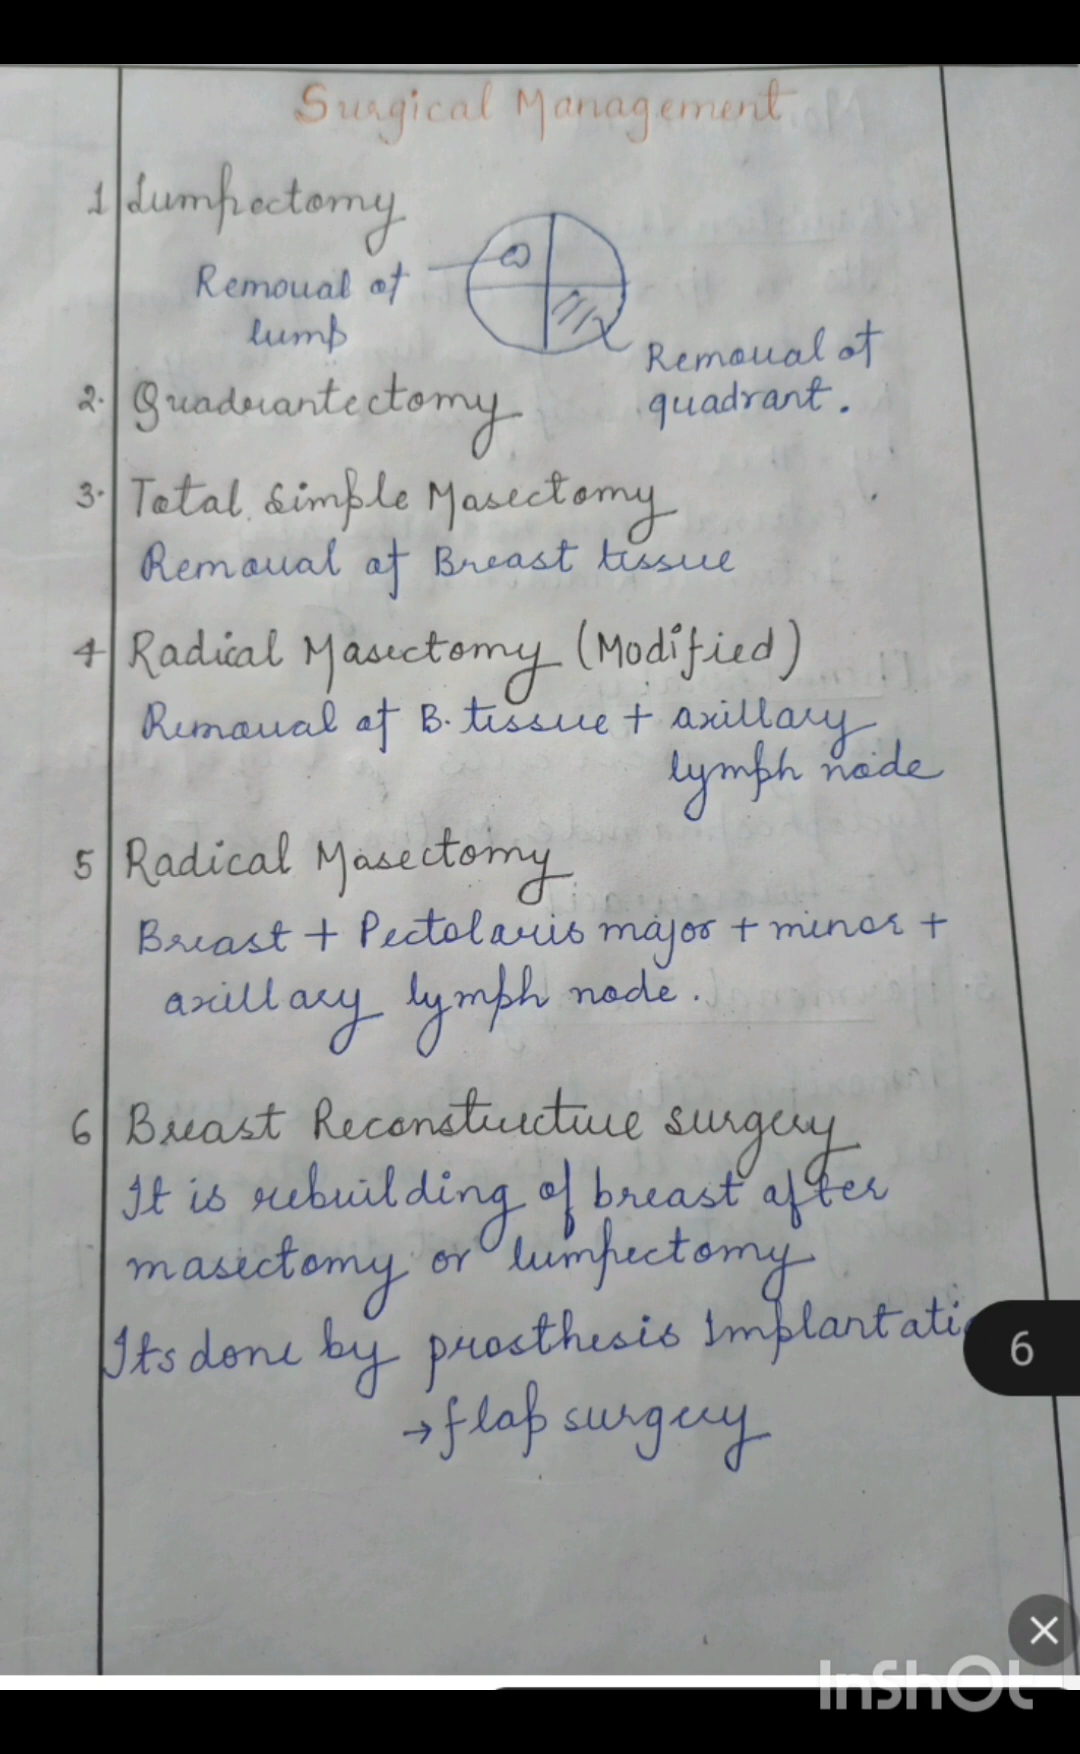 Surgical Management
1 Lumpectomy
Removal of
lump
Removal of
quadrant.
2. Quadrantectomy
3. Total simple Masectomy
Removal of Breast tissue
4 Radical Masectomy (Modified)
Removal of B. tissue + axillary
lymph node
5 Radical Masectomy
Breast + Pectolaris major + minor +
axillary lymph node.
6 Breast Reconstructive surgery
It is rebuilding of breast after
masectomy or lumpectomy
Its done by prosthesis Implantati
6
→ flap surgery
InShOt